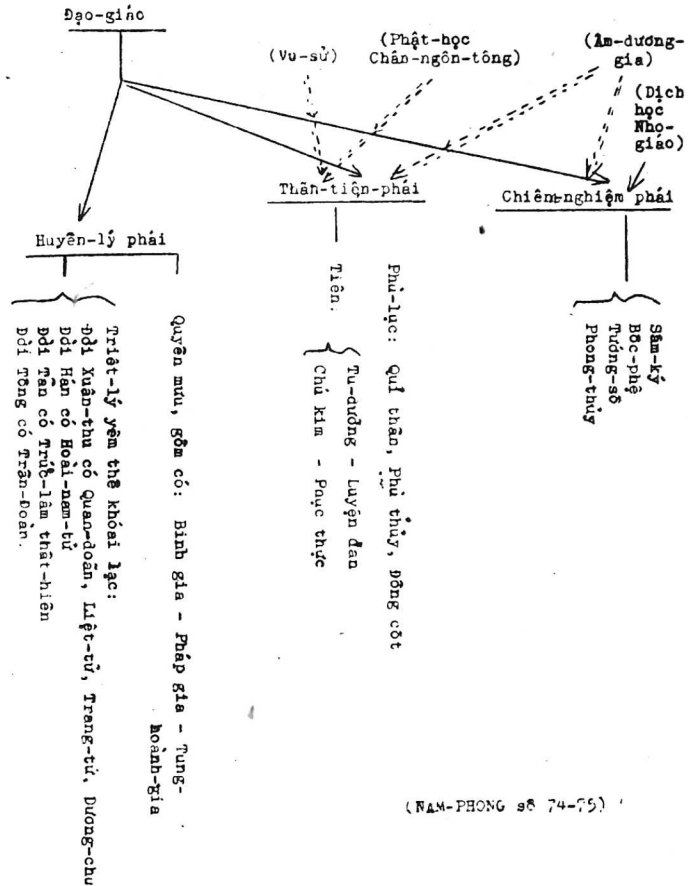 Đạo-giáo
(Vu-sử)
(Phật-học
Chân-ngôn-tông)
(Âm-dương-
gia)
(Dịch
học
Nho-
giáo)
Thần-tiên-phái
Chiêm-nghiệm phái
Huyền-lý phái
Sấm-ký
Bốc-phệ
Tướng-số
Phong-thủy
Phù-lục: Quỉ thần, Phù thủy, Đồng cốt
Tiên:
Tu-dưỡng - Luyện đan
Chú kim - Phục thực
Quyền mưu, gồm có: Binh gia - Pháp gia - Tung-
hoành-gia
Triết-lý yếm thế khoái lạc:
Đời Xuân-thu có Quan-doãn, Liệt-tử, Trang-tử, Dương-chu
Đời Hán có Hoài-nam-tử
Đời Tấn có Trúc-lâm thất-hiền
Đời Tống có Trần-Đoàn.
(NAM-PHONG số 74-75)